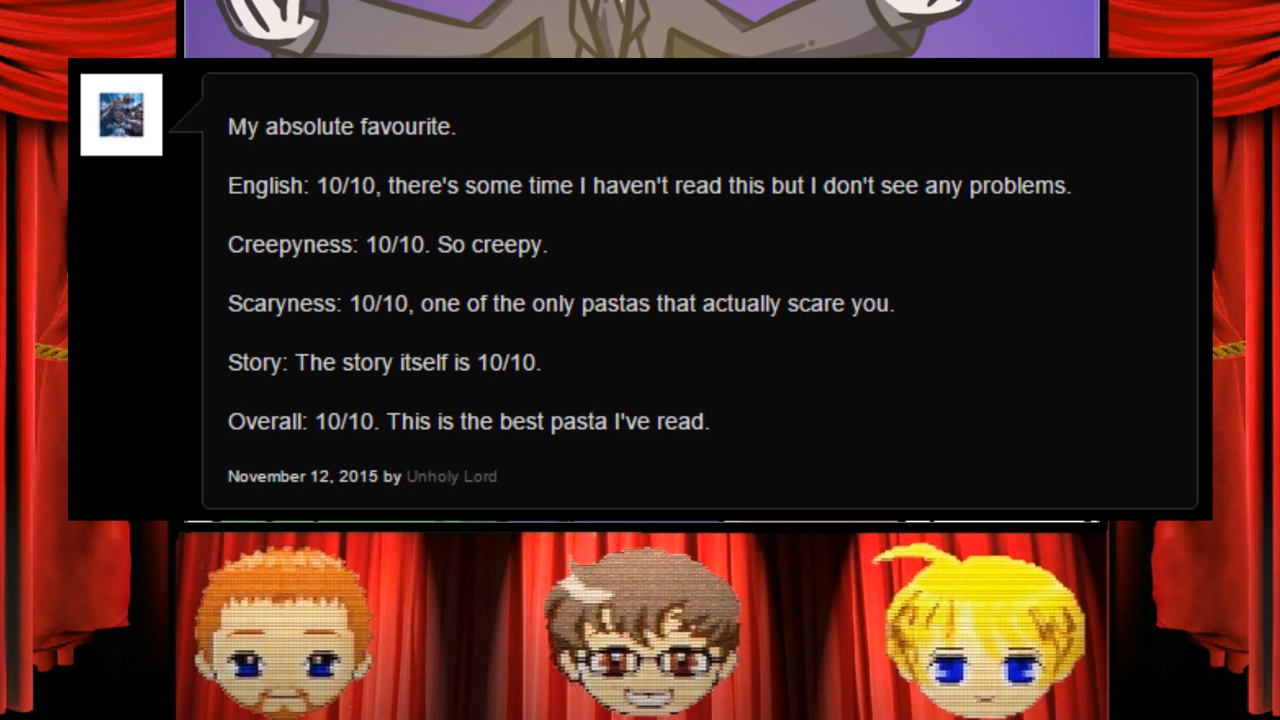 My absolute favourite.
English: 10/10, there's some time I haven't read this but I don't see any problems.
Creepyness: 10/10. So creepy.
Scaryness: 10/10, one of the only pastas that actually scare you.
Story: The story itself is 10/10.
Overall: 10/10. This is the best pasta I've read.
November 12, 2015 by Unholy Lord